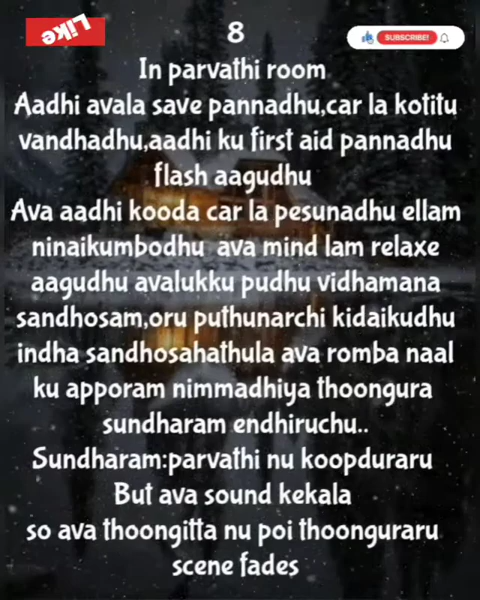 Like
SUBSCRIBE!
8
In parvathi room
Aadhi avala save pannadhu,car la kotitu
vandhadhu,aadhi ku first aid pannadhu
flash aagudhu
Ava aadhi kooda car la pesunadhu ellam
ninaikumbodhu ava mind lam relaxe
aagudhu avalukku pudhu vidhamana
sandhosam,oru puthunarchi kidaikudhu
indha sandhosahathula ava romba naal
ku apporam nimmadhiya thoongura
sundharam endhiruchu..
Sundharam:parvathi nu koopduraru
But ava sound kekala
so ava thoongitta nu poi thoonguraru
scene fades